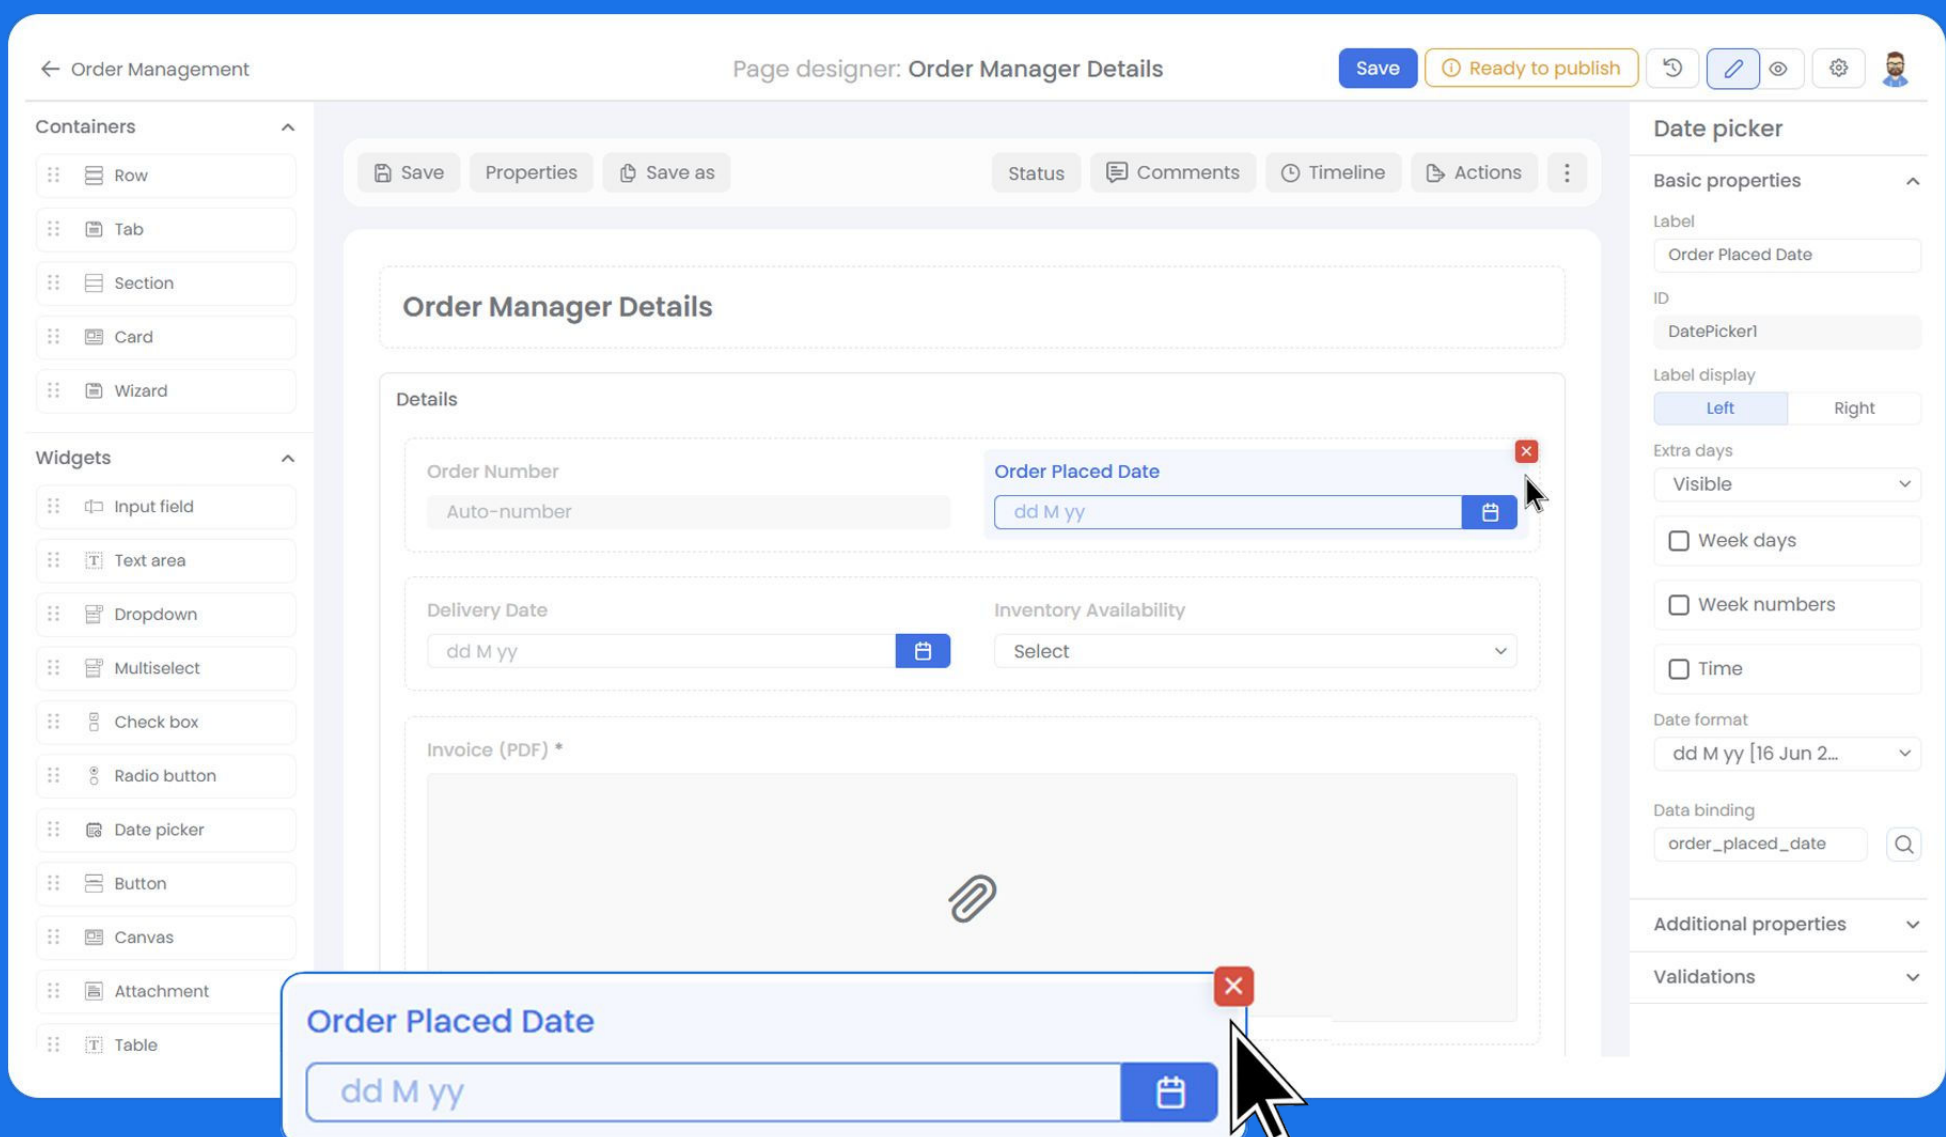 Order Management
Page designer: Order Manager Details
Save
Ready to publish
Containers
Row
Tab
Section
Card
Wizard
Widgets
Input field
Text area
Dropdown
Multiselect
Check box
Radio button
Date picker
Button
Canvas
Attachment
Table
Save
Properties
Save as
Status
Comments
Timeline
Actions
Order Manager Details
Details
Order Number
Auto-number
Order Placed Date
dd M yy
Delivery Date
dd M yy
Inventory Availability
Select
Invoice (PDF) *
Order Placed Date
dd M yy
Date picker
Basic properties
Label
Order Placed Date
ID
DatePicker1
Label display
Left
Right
Extra days
Visible
Week days
Week numbers
Time
Date format
dd M yy [16 Jun 2...
Data binding
order_placed_date
Additional properties
Validations